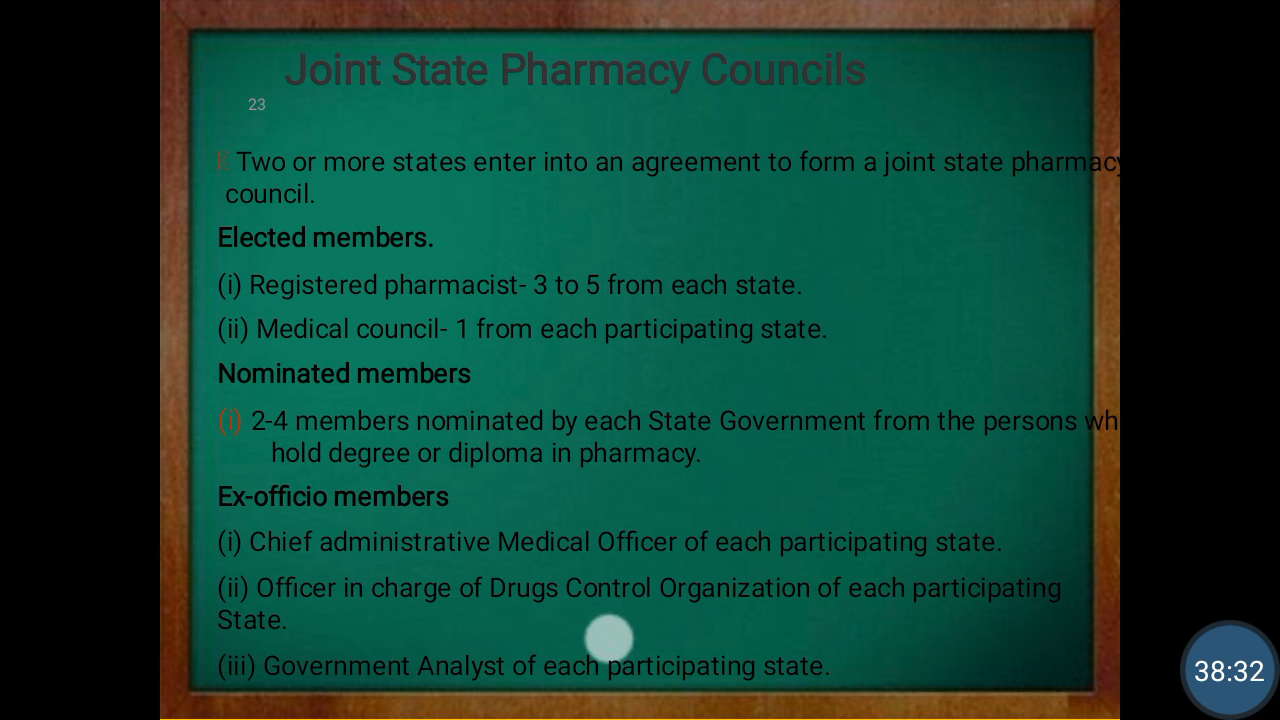 Joint State Pharmacy Councils
23
Two or more states enter into an agreement to form a joint state pharmacy
council.
Elected members.
(i) Registered pharmacist- 3 to 5 from each state.
(ii) Medical council- 1 from each participating state.
Nominated members
(i) 2-4 members nominated by each State Government from the persons wh
hold degree or diploma in pharmacy.
Ex-officio members
(i) Chief administrative Medical Officer of each participating state.
(ii) Officer in charge of Drugs Control Organization of each participating
State.
(iii) Government Analyst of each participating state.
38:32